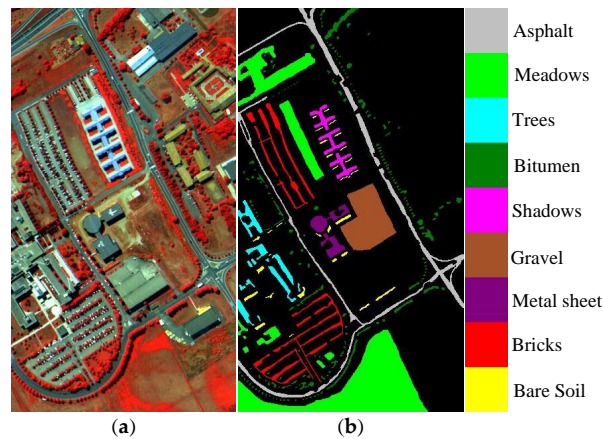 Asphalt
Meadows
Trees
Bitumen
Shadows
Gravel
Metal sheet
Bricks
Bare Soil
(a)
(b)